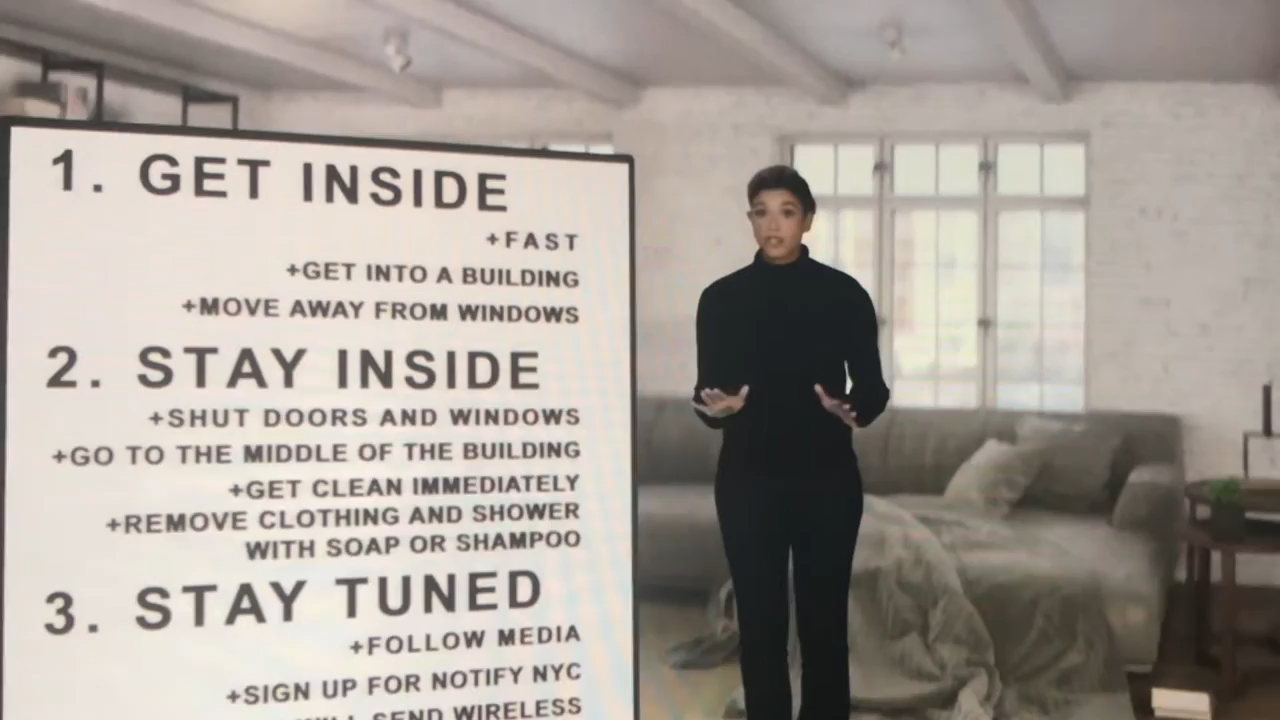 1. GET INSIDE
+FAST
+GET INTO A BUILDING
+MOVE AWAY FROM WINDOWS
2. STAY INSIDE
+SHUT DOORS AND WINDOWS
+GO TO THE MIDDLE OF THE BUILDING
+GET CLEAN IMMEDIATELY
+REMOVE CLOTHING AND SHOWER
WITH SOAP OR SHAMPOO
3. STAY TUNED
+FOLLOW MEDIA
+SIGN UP FOR NOTIFY NYC
WILL SEND WIRELESS